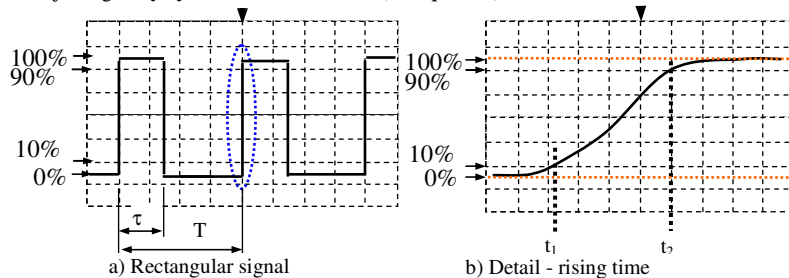 100%
90%
10%
0%
τ
T
a) Rectangular signal
100%
90%
10%
0%
t₁
t₂
b) Detail - rising time